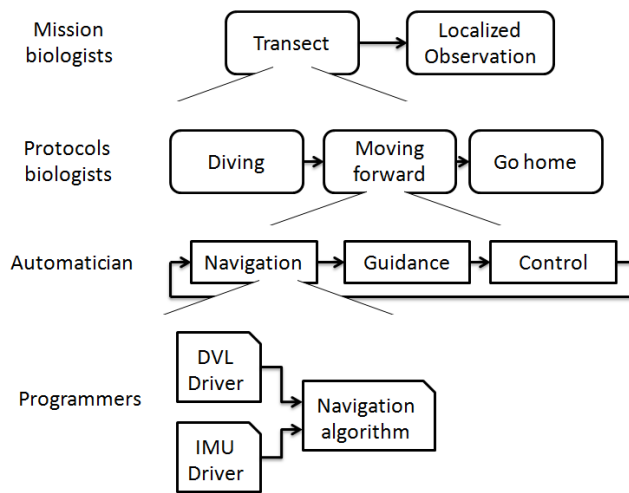 Mission
biologists
Transect
Localized
Observation
Protocols
biologists
Diving
Moving
forward
Go home
Automatician
Navigation
Guidance
Control
Programmers
DVL
Driver
IMU
Driver
Navigation
algorithm